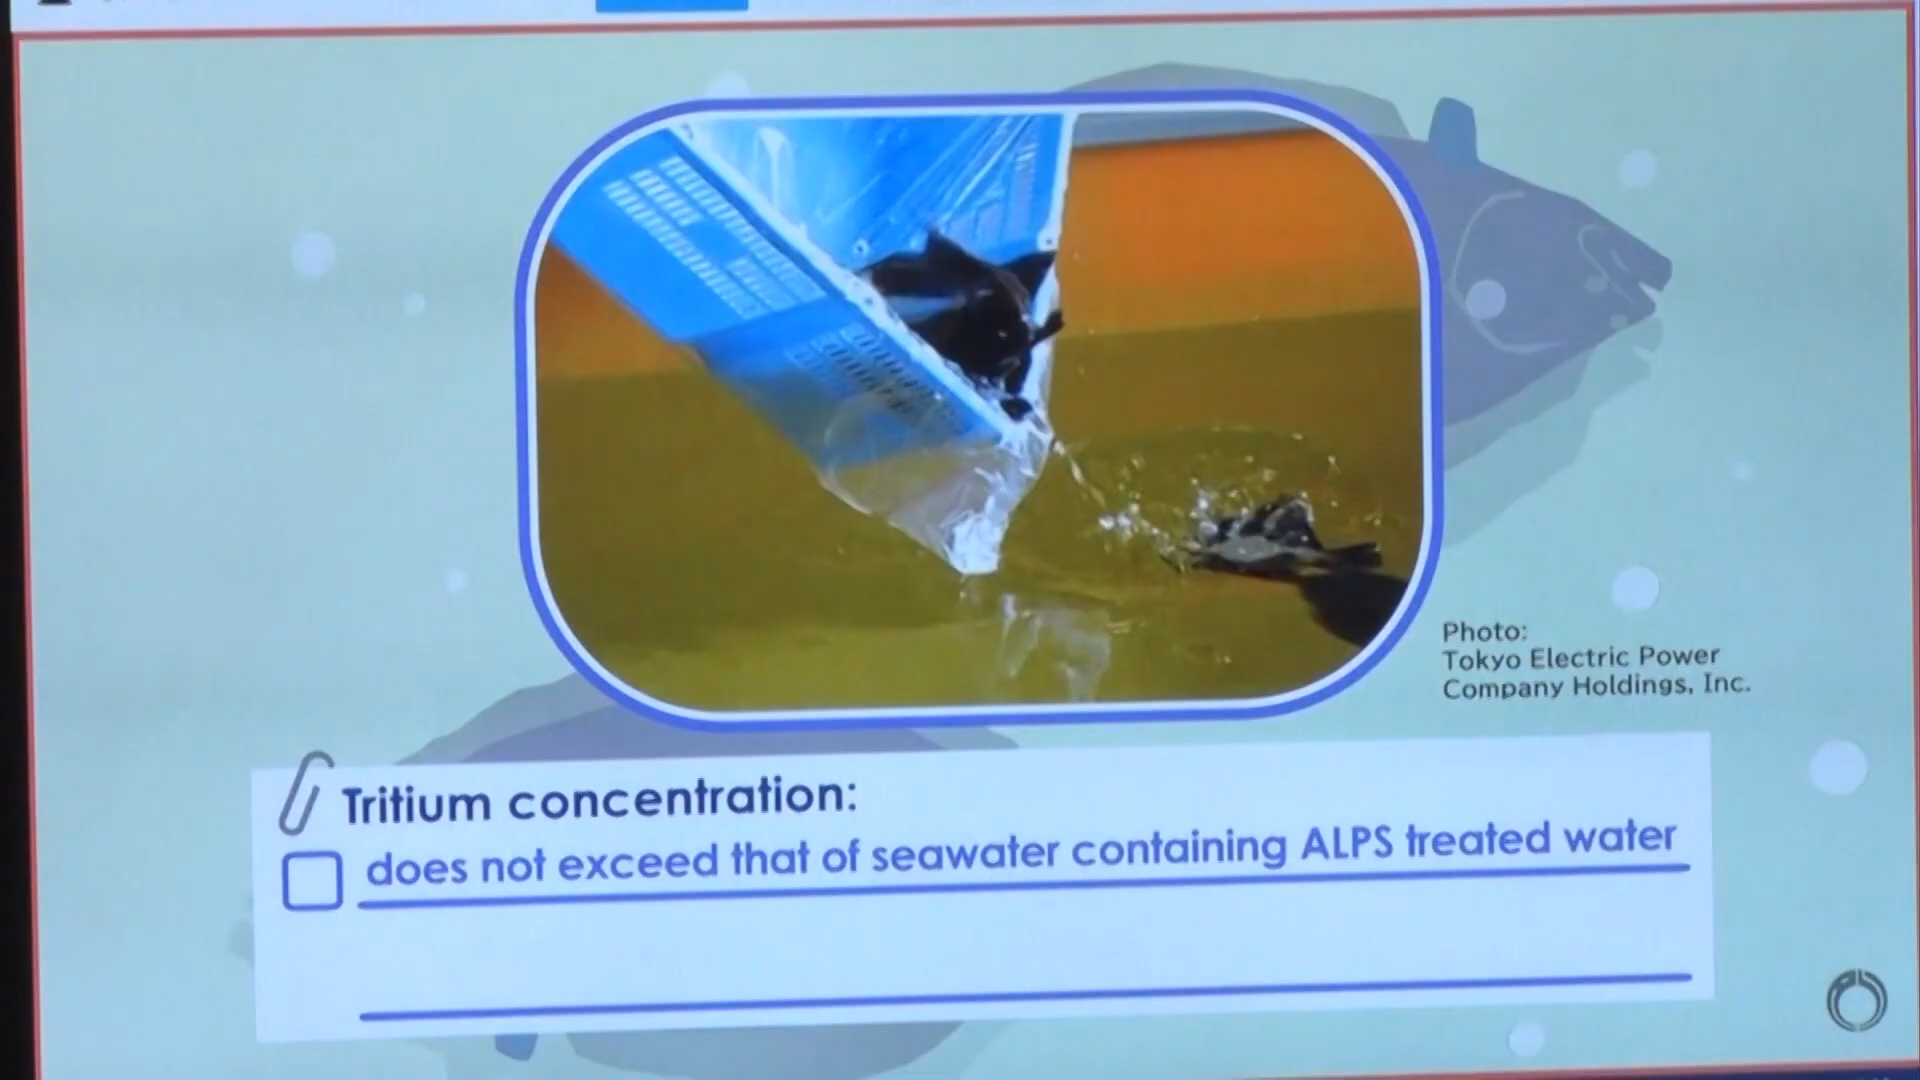 Photo:
Tokyo Electric Power
Company Holdings, Inc.
Tritium concentration:
does not exceed that of seawater containing ALPS treated water